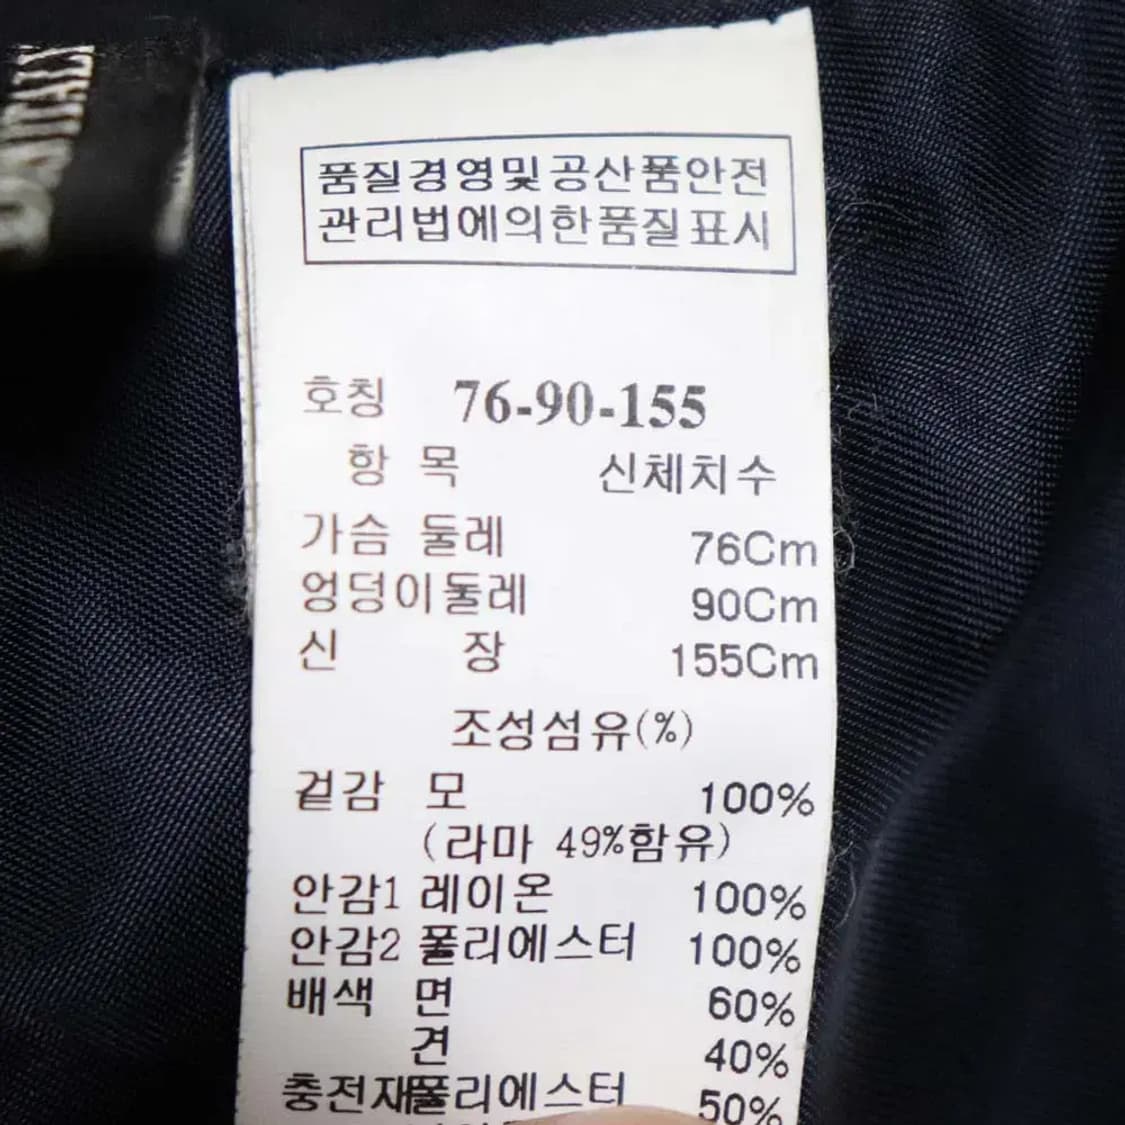 품질경영및공산품안전
관리법에의한품질표시
호칭 76-90-155
항 목 신체치수
가슴 둘레 76Cm
엉덩이둘레 90Cm
신 장 155Cm
조성섬유(%)
겉감 모 100%
(라마 49%함유)
안감1 레이온 100%
안감2 폴리에스터 100%
배색 면 60%
견 40%
충전재폴리에스터 50%